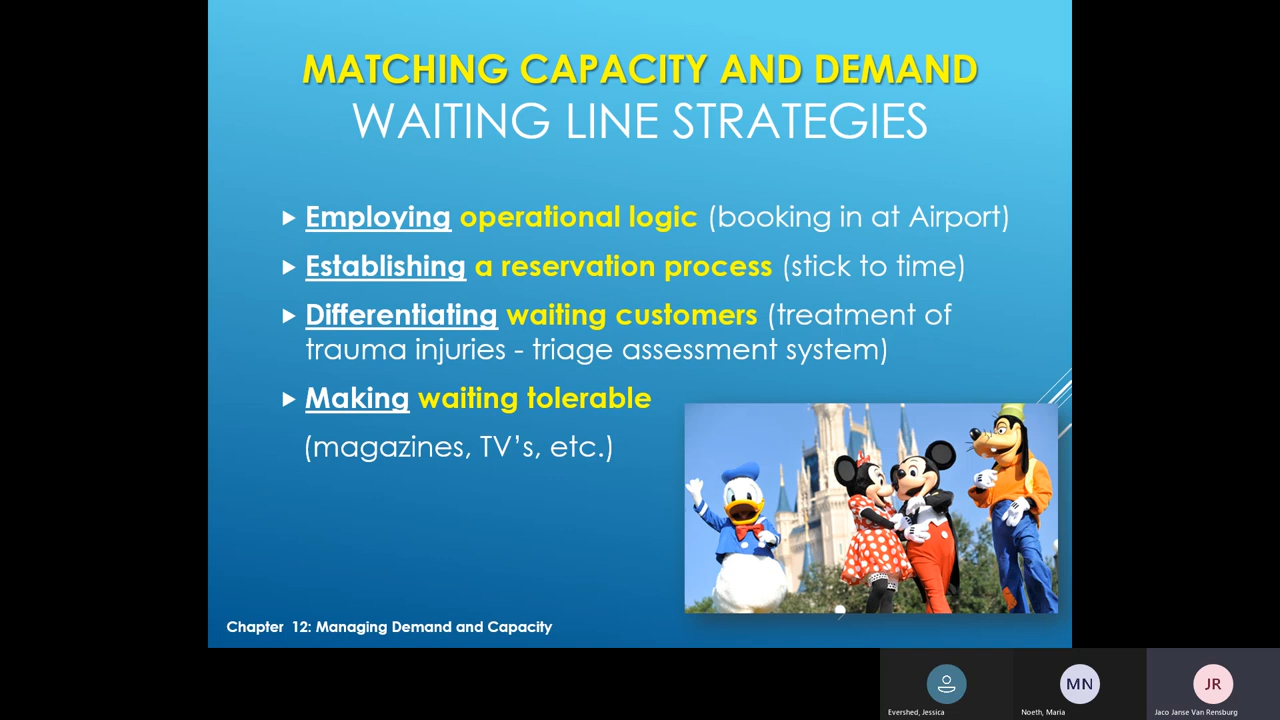 MATCHING CAPACITY AND DEMAND
WAITING LINE STRATEGIES
Employing operational logic (booking in at Airport)
Establishing a reservation process (stick to time)
Differentiating waiting customers (treatment of
trauma injuries - triage assessment system)
Making waiting tolerable
(magazines, TV's, etc.)
Chapter 12: Managing Demand and Capacity
MN
JR
Evershed, Jessica
Noeth, Maria
Jaco Janse Van Rensburg